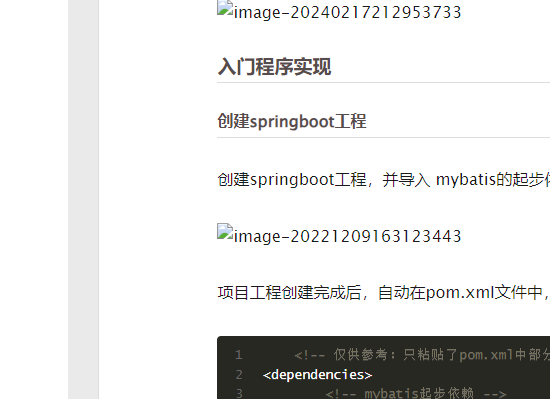 image-20240217212953733
入门程序实现
创建springboot工程
创建springboot工程，并导入 mybatis的起步
image-20221209163123443
项目工程创建完成后，自动在pom.xml文件中，
1 <!-- 仅供参考：只粘贴了pom.xml中部分
2 <dependencies>
3 <!-- mybatis起步依赖 -->